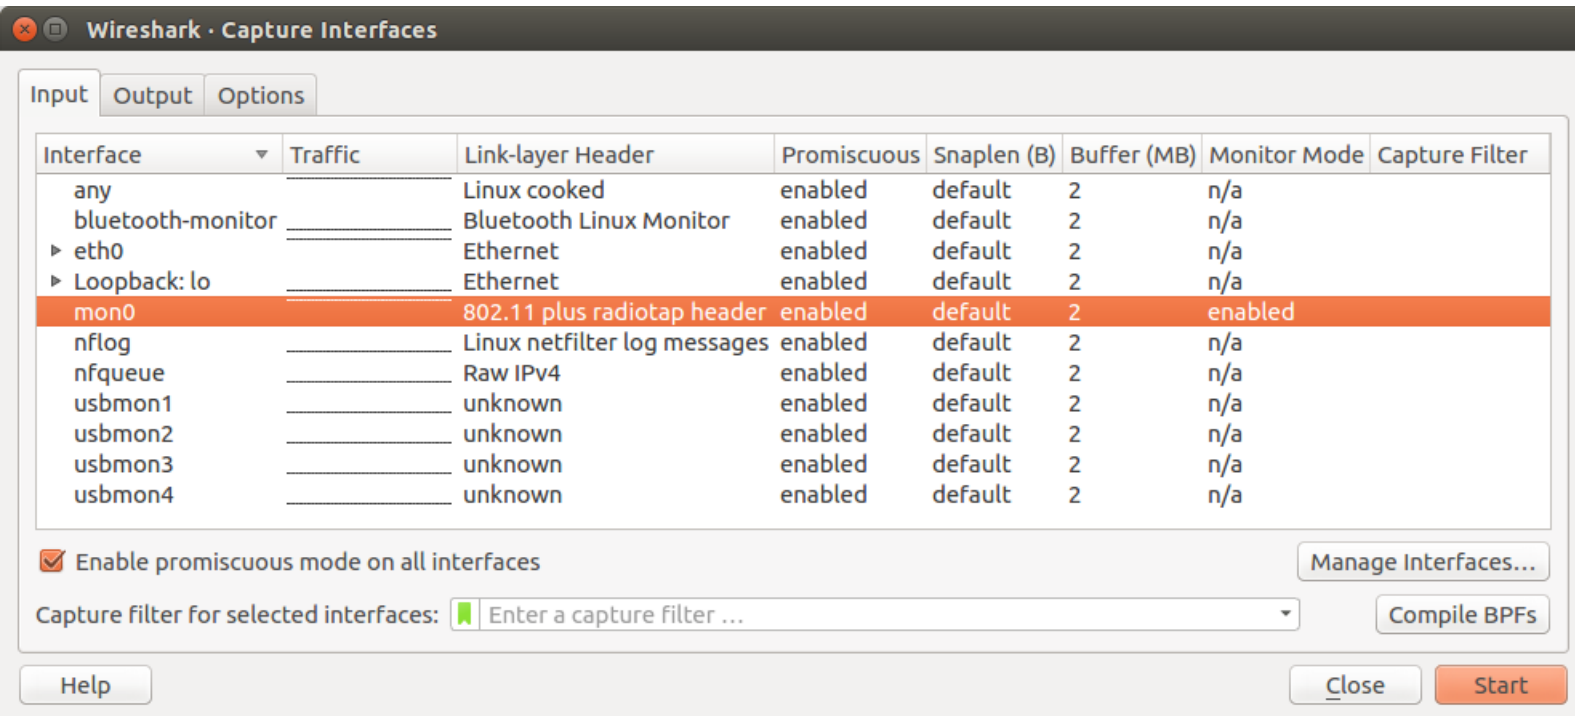 Wireshark · Capture Interfaces
Input Output Options
Interface Traffic Link-layer Header Promiscuous Snaplen (B) Buffer (MB) Monitor Mode Capture Filter
any Linux cooked enabled default 2 n/a
bluetooth-monitor Bluetooth Linux Monitor enabled default 2 n/a
eth0 Ethernet enabled default 2 n/a
Loopback: lo Ethernet enabled default 2 n/a
mon0 802.11 plus radiotap header enabled default 2 enabled
nflog Linux netfilter log messages enabled default 2 n/a
nfqueue Raw IPv4 enabled default 2 n/a
usbmon1 unknown enabled default 2 n/a
usbmon2 unknown enabled default 2 n/a
usbmon3 unknown enabled default 2 n/a
usbmon4 unknown enabled default 2 n/a
Enable promiscuous mode on all interfaces Manage Interfaces...
Capture filter for selected interfaces: Enter a capture filter ... Compile BPFs
Help Close Start